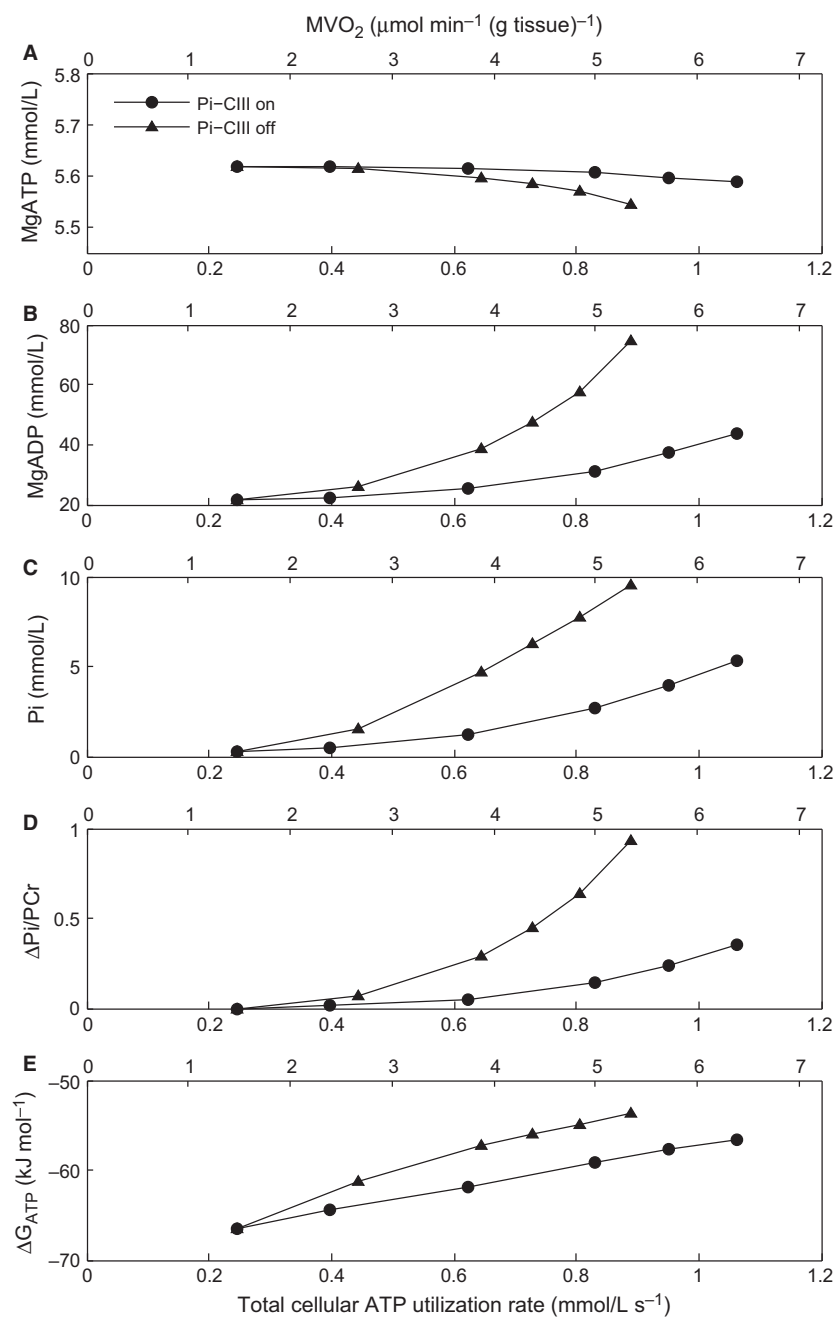 MVO₂ (μmol min⁻¹ (g tissue)⁻¹)
A
0 1 2 3 4 5 6 7
5.8
5.7
5.6
5.5
MgATP (mmol/L)
Pi−CIII on
Pi−CIII off
0 0.2 0.4 0.6 0.8 1 1.2
B
0 1 2 3 4 5 6 7
80
60
40
20
MgADP (mmol/L)
0 0.2 0.4 0.6 0.8 1 1.2
C
0 1 2 3 4 5 6 7
10
5
0
Pi (mmol/L)
0 0.2 0.4 0.6 0.8 1 1.2
D
0 1 2 3 4 5 6 7
1
0.5
0
ΔPi/PCr
0 0.2 0.4 0.6 0.8 1 1.2
E
0 1 2 3 4 5 6 7
−50
−60
−70
ΔG_ATP (kJ mol⁻¹)
0 0.2 0.4 0.6 0.8 1 1.2
Total cellular ATP utilization rate (mmol/L s⁻¹)